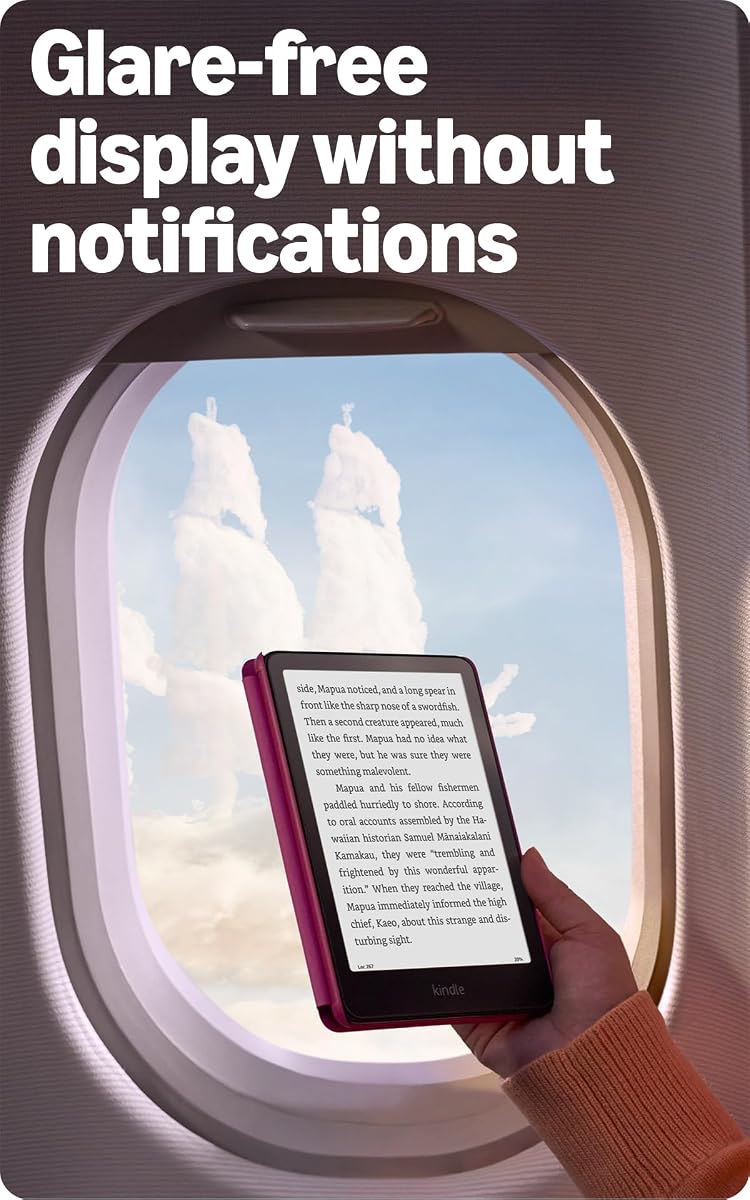 Glare-free
display without
notifications
side, Mapua noticed, and a long spear in
front like the sharp nose of a swordfish.
Then a second creature appeared, much
like the first. Mapua had no idea what
they were, but he was sure they were
something malevolent.
Mapua and his fellow fishermen
paddled hurriedly to shore. According
to oral accounts assembled by the Ha-
waiian historian Samuel Mānaiakalani
Kamakau, they were “trembling and
frightened by this wonderful appar-
ition.” When they reached the village,
Mapua immediately informed the high
chief, Kaeo, about this strange and dis-
turbing sight.
Loc 267 20%
kindle